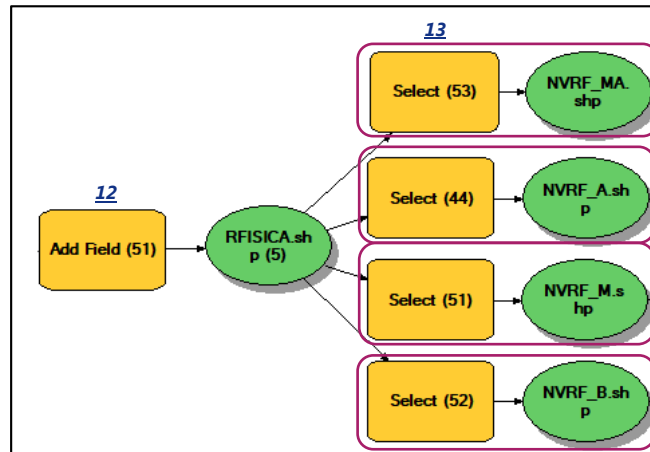 13
Select (53)
NVRF_MA.
shp
12
Select (44)
NVRF_A.sh
p
Add Field (51)
RFISICA.sh
p (5)
Select (51)
NVRF_M.s
hp
Select (52)
NVRF_B.sh
p